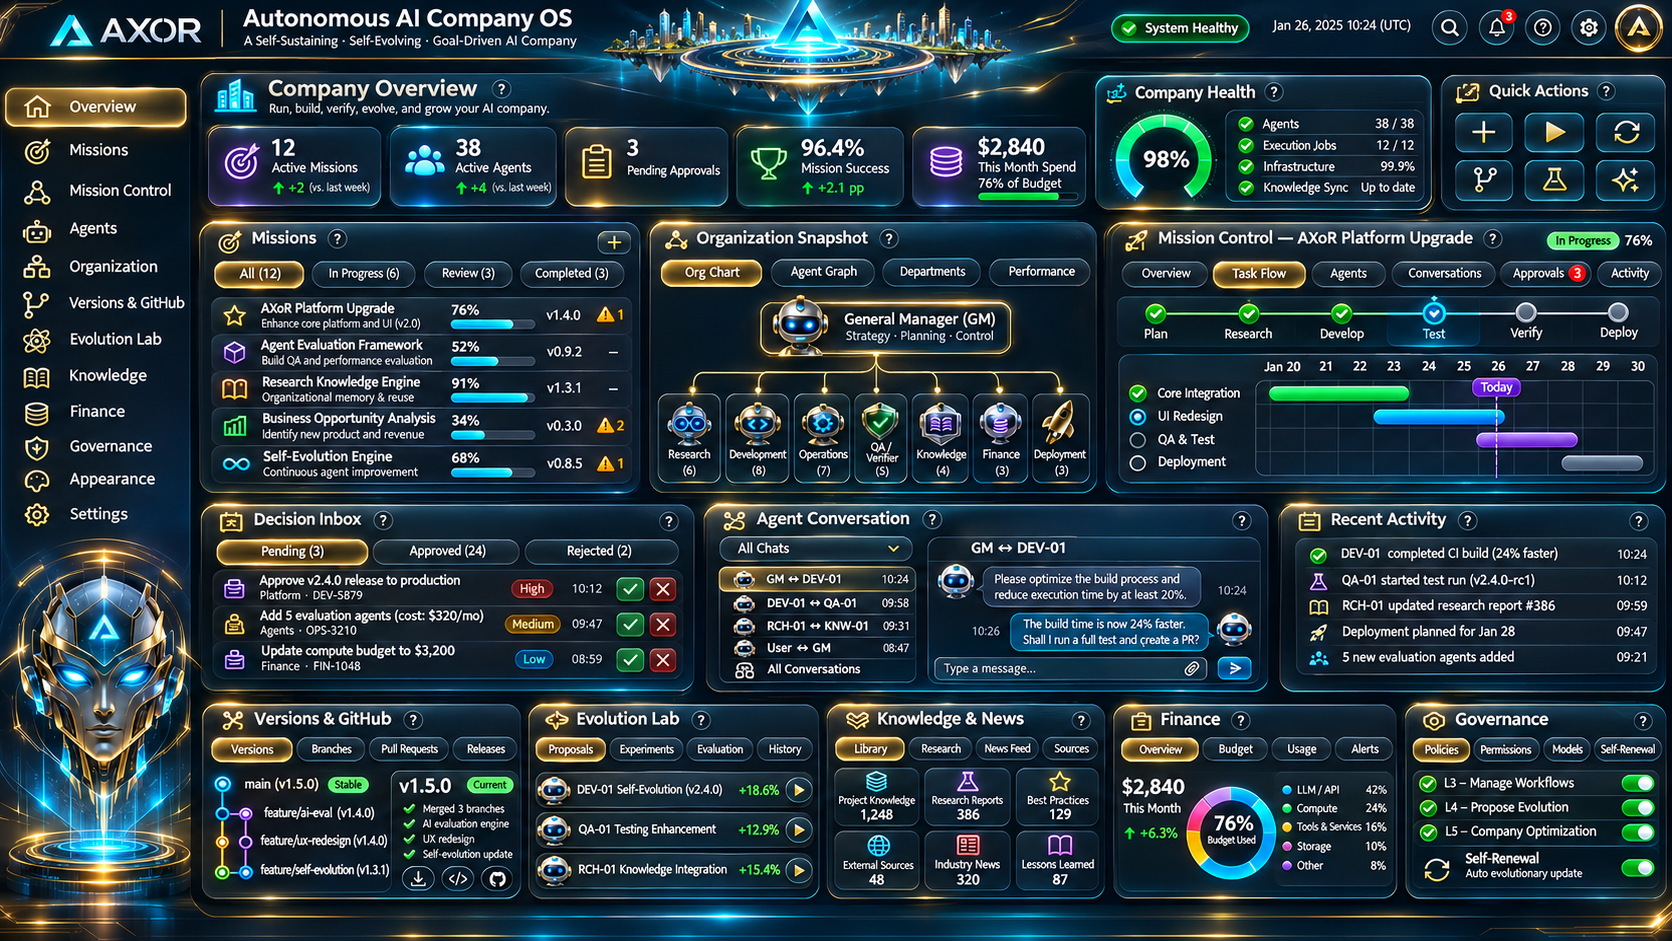 AXOR
Autonomous AI Company OS
A Self-Sustaining · Self-Evolving · Goal-Driven AI Company
System Healthy
Jan 26, 2025 10:24 (UTC)
3
Overview
Missions
Mission Control
Agents
Organization
Versions & GitHub
Evolution Lab
Knowledge
Finance
Governance
Appearance
Settings
Company Overview ?
Run, build, verify, evolve, and grow your AI company.
12
Active Missions
+2 (vs. last week)
38
Active Agents
+4 (vs. last week)
3
Pending Approvals
96.4%
Mission Success
+2.1 pp
$2,840
This Month Spend
76% of Budget
Company Health ?
98%
Agents 38 / 38
Execution Jobs 12 / 12
Infrastructure 99.9%
Knowledge Sync Up to date
Quick Actions ?
Missions ?
All (12) In Progress (6) Review (3) Completed (3)
AXoR Platform Upgrade 76% v1.4.0 1
Enhance core platform and UI (v2.0)
Agent Evaluation Framework 52% v0.9.2 –
Build QA and performance evaluation
Research Knowledge Engine 91% v1.3.1 –
Organizational memory & reuse
Business Opportunity Analysis 34% v0.3.0 2
Identify new product and revenue
Self-Evolution Engine 68% v0.8.5 1
Continuous agent improvement
Organization Snapshot ?
Org Chart Agent Graph Departments Performance
General Manager (GM)
Strategy · Planning · Control
Research (6)
Development (8)
Operations (7)
QA / Verifier (5)
Knowledge (4)
Finance (3)
Deployment (3)
Mission Control — AXoR Platform Upgrade ? In Progress 76%
Overview Task Flow Agents Conversations Approvals 3 Activity
Plan Research Develop Test Verify Deploy
Jan 20 21 22 23 24 25 26 27 28 29 30
Today
Core Integration
UI Redesign
QA & Test
Deployment
Decision Inbox ? ?
Pending (3) Approved (24) Rejected (2)
Approve v2.4.0 release to production High 10:12
Platform · DEV-5879
Add 5 evaluation agents (cost: $320/mo) Medium 09:47
Agents · OPS-3210
Update compute budget to $3,200 Low 08:59
Finance · FIN-1048
Agent Conversation ? ?
All Chats
GM ↔ DEV-01 10:24
DEV-01 ↔ QA-01 09:58
RCH-01 ↔ KNW-01 09:31
User ↔ GM 08:47
All Conversations
GM ↔ DEV-01
Please optimize the build process and
reduce execution time by at least 20%.
10:24
10:26
The build time is now 24% faster.
Shall I run a full test and create a PR?
Type a message...
Recent Activity ? ?
DEV-01 completed CI build (24% faster) 10:24
QA-01 started test run (v2.4.0-rc1) 10:12
RCH-01 updated research report #386 09:59
Deployment planned for Jan 28 09:47
5 new evaluation agents added 09:21
Versions & GitHub ?
Versions Branches Pull Requests Releases
main (v1.5.0) Stable
feature/ai-eval (v1.4.0)
feature/ux-redesign (v1.4.0)
feature/self-evolution (v1.3.1)
v1.5.0 Current
Merged 3 branches
AI evaluation engine
UX redesign
Self-evolution update
Evolution Lab ?
Proposals Experiments Evaluation History
DEV-01 Self-Evolution (v2.4.0) +18.6%
QA-01 Testing Enhancement +12.9%
RCH-01 Knowledge Integration +15.4%
Knowledge & News ?
Library Research News Feed Sources
Project Knowledge
1,248
Research Reports
386
Best Practices
129
External Sources
48
Industry News
320
Lessons Learned
87
Finance ?
Overview Budget Usage Alerts
$2,840
This Month
+6.3%
76%
Budget Used
LLM / API 42%
Compute 24%
Tools & Services 16%
Storage 10%
Other 8%
Governance ?
Policies Permissions Models Self-Renewal
L3 – Manage Workflows
L4 – Propose Evolution
L5 – Company Optimization
Self-Renewal
Auto evolutionary update